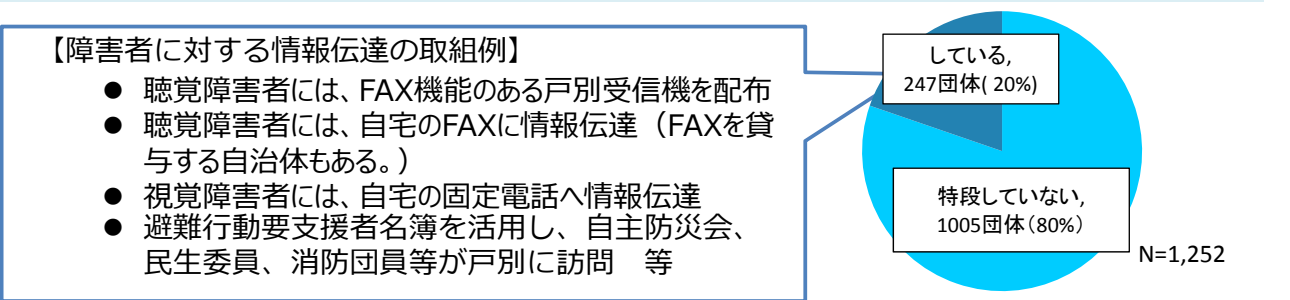 【障害者に対する情報伝達の取組例】
● 聴覚障害者には、FAX機能のある戸別受信機を配布
● 聴覚障害者には、自宅のFAXに情報伝達（FAXを貸
与する自治体もある。）
● 視覚障害者には、自宅の固定電話へ情報伝達
● 避難行動要支援者名簿を活用し、自主防災会、
民生委員、消防団員等が戸別に訪問　等
している,
247団体( 20%)
特段していない,
1005団体（80%）
N=1,252